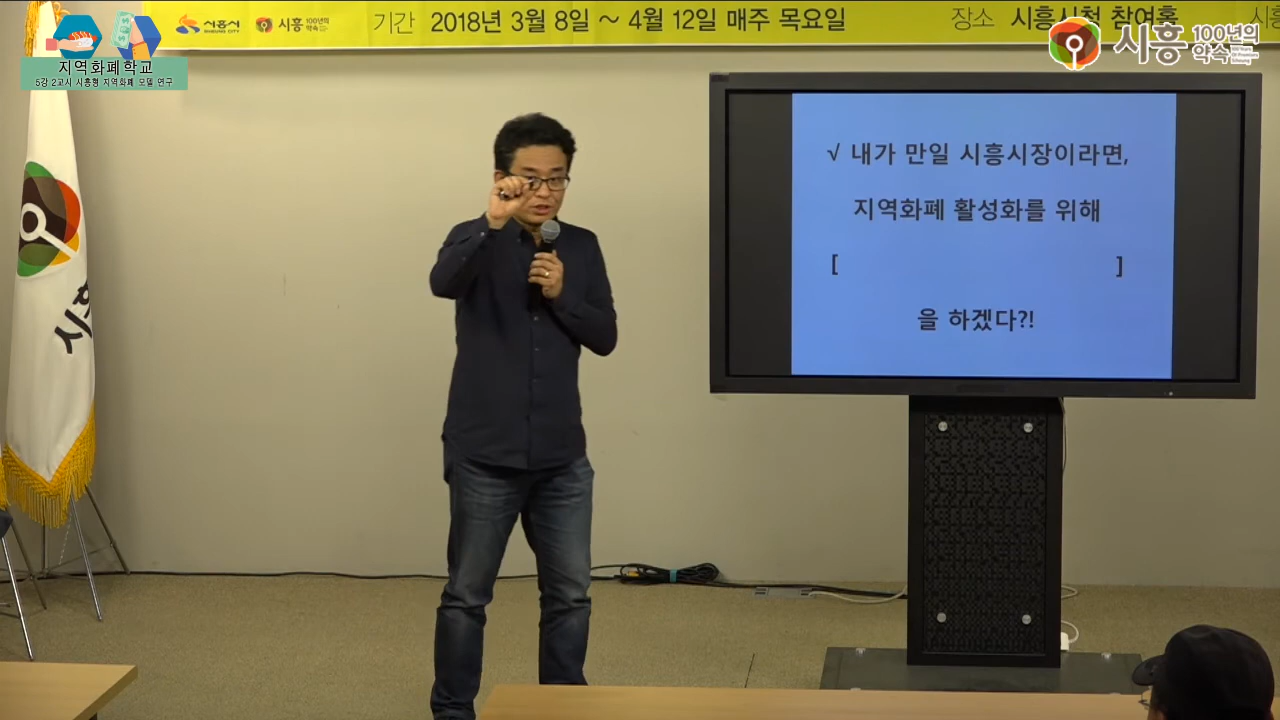 시흥시
SIHEUNG CITY
시흥 100년의 약속
기간 2018년 3월 8일 ~ 4월 12일 매주 목요일
장소 시흥시청 참여홀
시흥 100년의 약속
지역화폐학교
5강 2교시 시흥형 지역화폐 모델 연구
√ 내가 만일 시흥시장이라면,
지역화폐 활성화를 위해
[ ]
을 하겠다?!